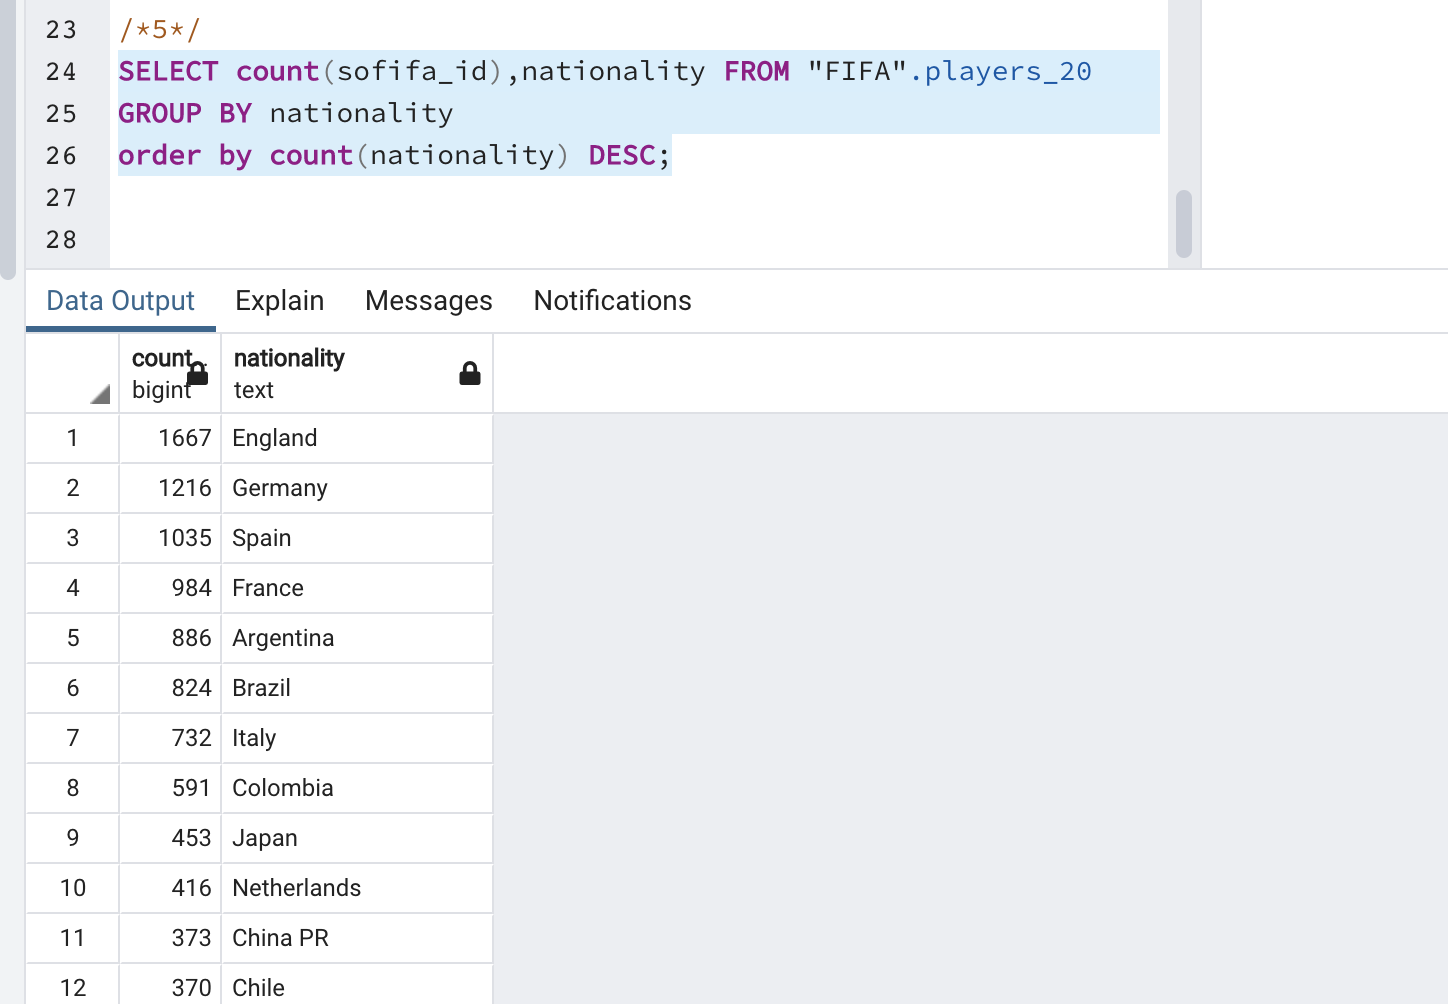 23 /*5*/
24 SELECT count(sofifa_id),nationality FROM "FIFA".players_20
25 GROUP BY nationality
26 order by count(nationality) DESC;
27
28
Data Output Explain Messages Notifications
count nationality
bigint text
1 1667 England
2 1216 Germany
3 1035 Spain
4 984 France
5 886 Argentina
6 824 Brazil
7 732 Italy
8 591 Colombia
9 453 Japan
10 416 Netherlands
11 373 China PR
12 370 Chile